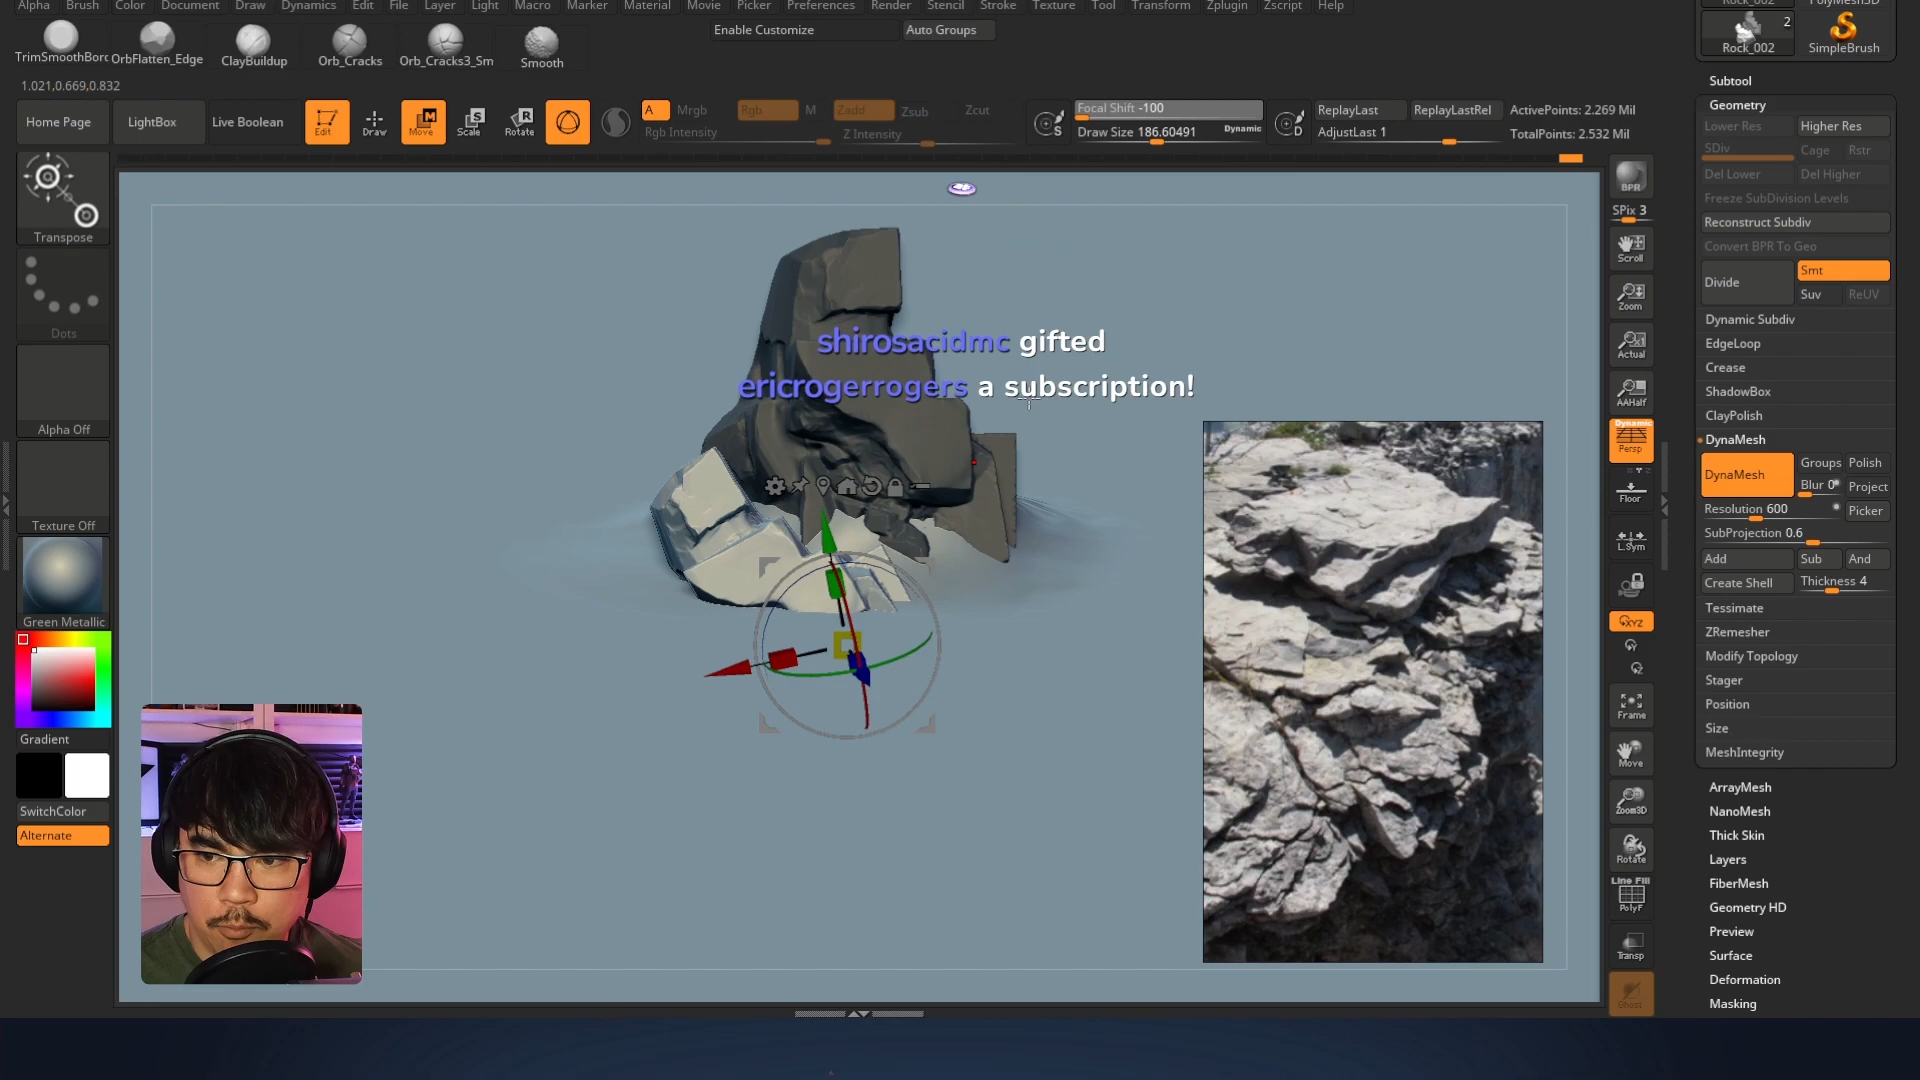 Alpha Brush Color Document Draw Dynamics Edit File Layer Light Macro Marker Material Movie Picker Preferences Render Stencil Stroke Texture Tool Transform Zplugin Zscript Help
Rock_002 PolyMesh3D
2
Rock_002 SimpleBrush
Enable Customize Auto Groups
TrimSmoothBorc OrbFlatten_Edge ClayBuildup Orb_Cracks Orb_Cracks3_Sm Smooth
1.021,0.669,0.832
Home Page LightBox Live Boolean Edit Draw Move Scale Rotate
A Mrgb Rgb M Zadd Zsub Zcut
Rgb Intensity Z Intensity
Focal Shift -100
Draw Size 186.60491 Dynamic
ReplayLast ReplayLastRel ActivePoints: 2.269 Mil
AdjustLast 1 TotalPoints: 2.532 Mil
Transpose
Dots
Alpha Off
Texture Off
Green Metallic
Gradient
SwitchColor
Alternate
shirosacidmc gifted
ericrogerrogers a subscription!
BPR
SPix 3
Scroll
Zoom
Actual
AAHalf
Dynamic
Persp
Floor
L.Sym
XYZ
Frame
Move
Zoom3D
Rotate
Line Fill
PolyF
Transp
Ghost
Subtool
Geometry
Lower Res Higher Res
SDiv Cage Rstr
Del Lower Del Higher
Freeze SubDivision Levels
Reconstruct Subdiv
Convert BPR To Geo
Divide Smt
Suv ReUV
Dynamic Subdiv
EdgeLoop
Crease
ShadowBox
ClayPolish
DynaMesh
DynaMesh Groups Polish
Blur 0 Project
Resolution 600 Picker
SubProjection 0.6
Add Sub And
Create Shell Thickness 4
Tessimate
ZRemesher
Modify Topology
Stager
Position
Size
MeshIntegrity
ArrayMesh
NanoMesh
Thick Skin
Layers
FiberMesh
Geometry HD
Preview
Surface
Deformation
Masking